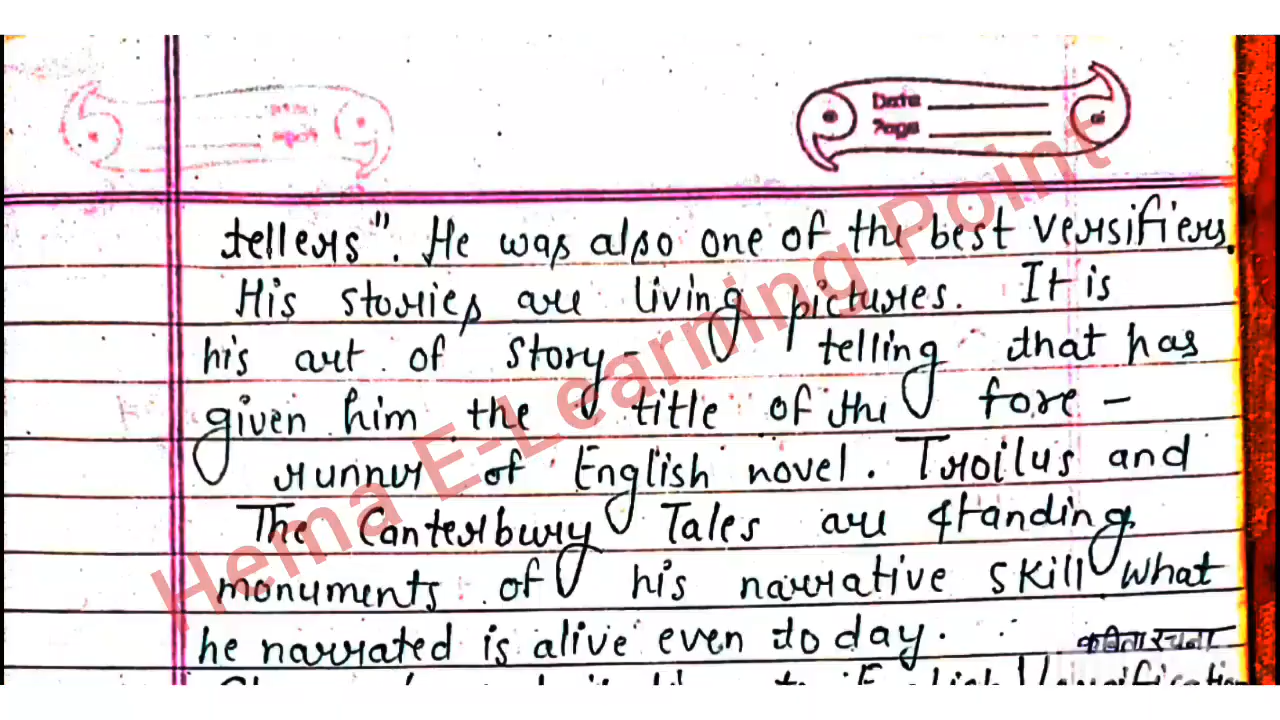 Date
Page
tellers". He was also one of the best versifiers.
His stories are living pictures. It is
his art of story- telling that has
given him the title of the fore-
runner of English novel. Troilus and
The Canterbury Tales are standing
monuments of his narrative skill what
he narrated is alive even today.
कविता रचना
English Versification
Hema E-Learning Point